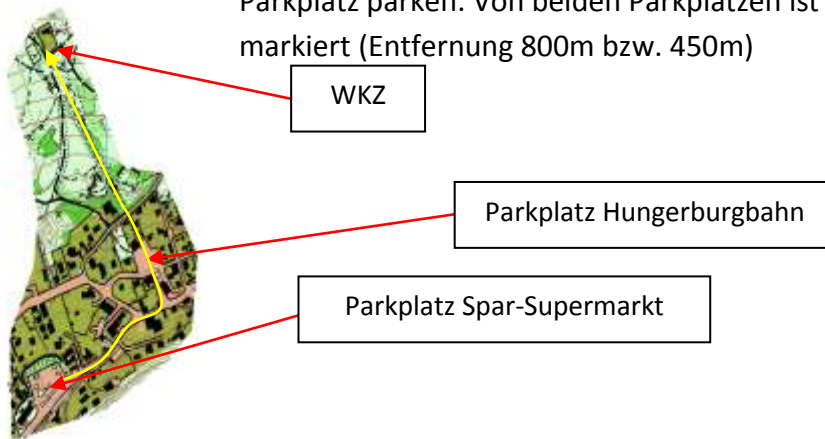 Parkplatz parken. Von beiden Parkplätzen ist
markiert (Entfernung 800m bzw. 450m)
WKZ
Parkplatz Hungerburgbahn
Parkplatz Spar-Supermarkt